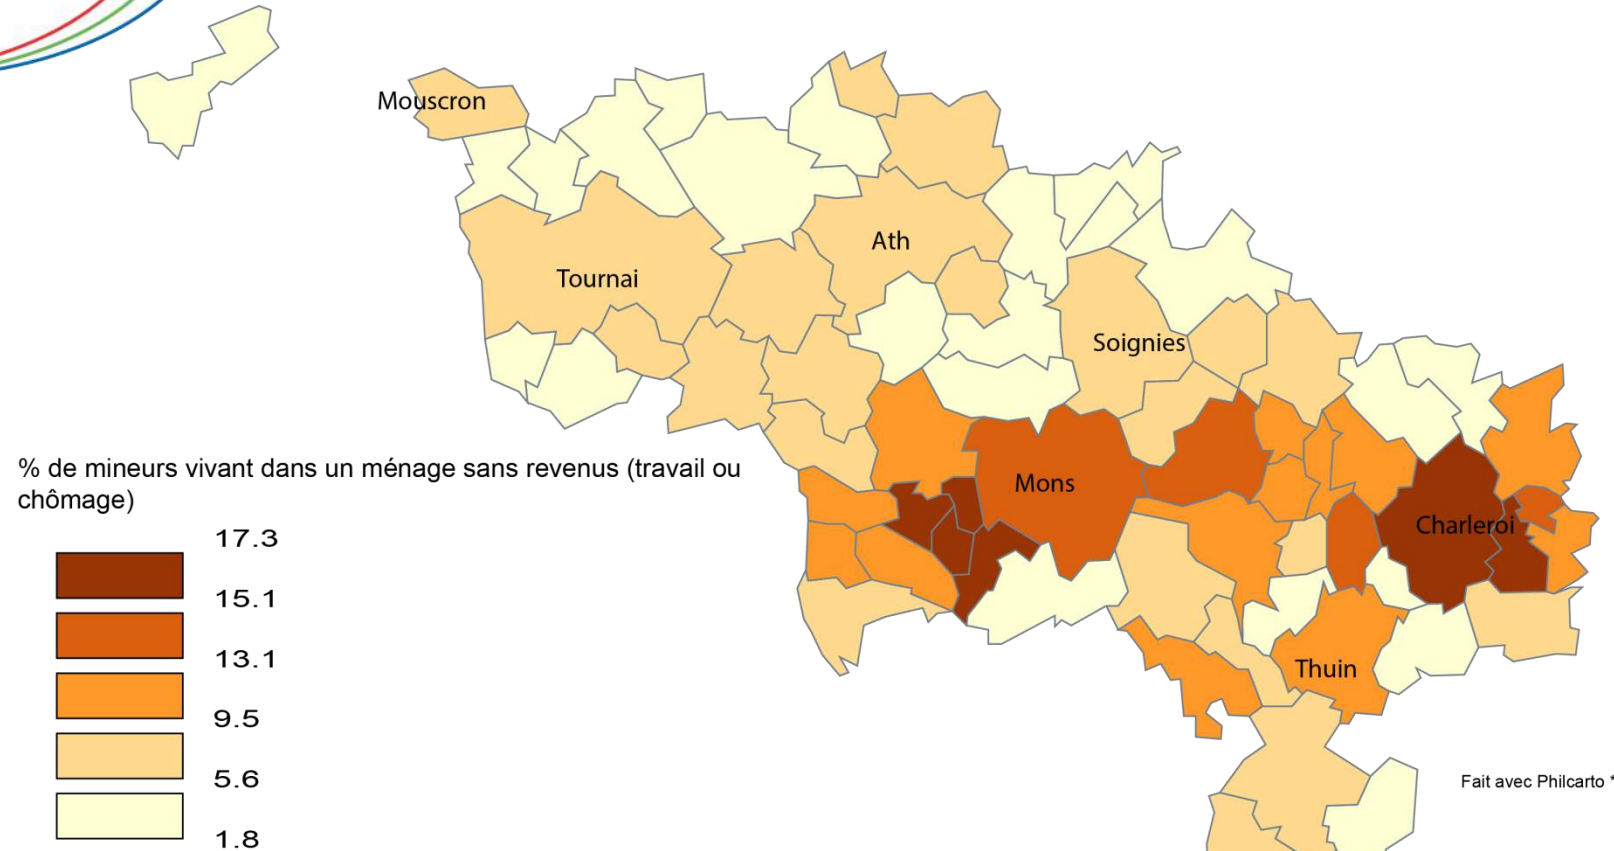 Mouscron
Ath
Tournai
Soignies
% de mineurs vivant dans un ménage sans revenus (travail ou
chômage)
Mons
Charleroi
17.3
15.1
13.1
Thuin
9.5
5.6
Fait avec Philcarto *
1.8